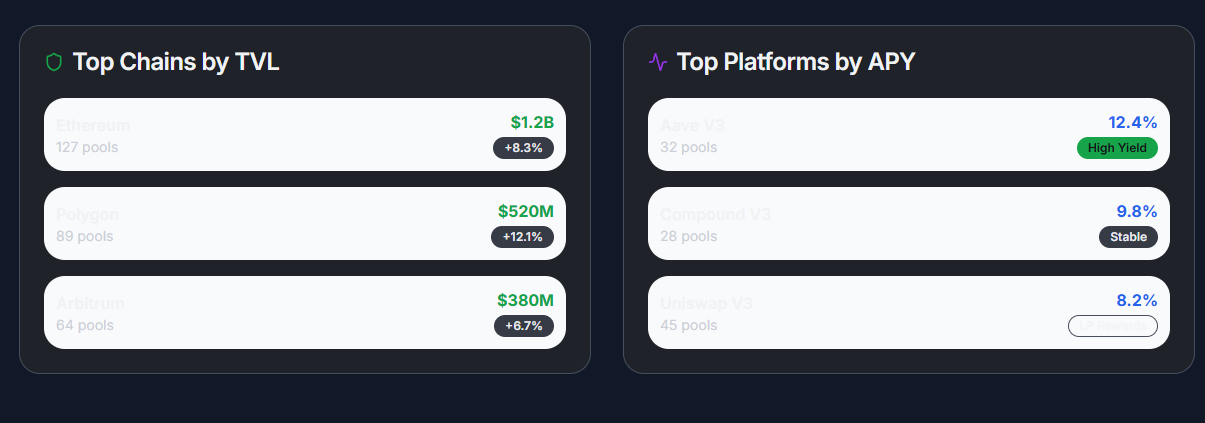 Top Chains by TVL
Ethereum
$1.2B
127 pools
+8.3%
Polygon
$520M
89 pools
+12.1%
Arbitrum
$380M
64 pools
+6.7%
Top Platforms by APY
Aave V3
12.4%
32 pools
High Yield
Compound V3
9.8%
28 pools
Stable
Uniswap V3
8.2%
45 pools
LP Rewards